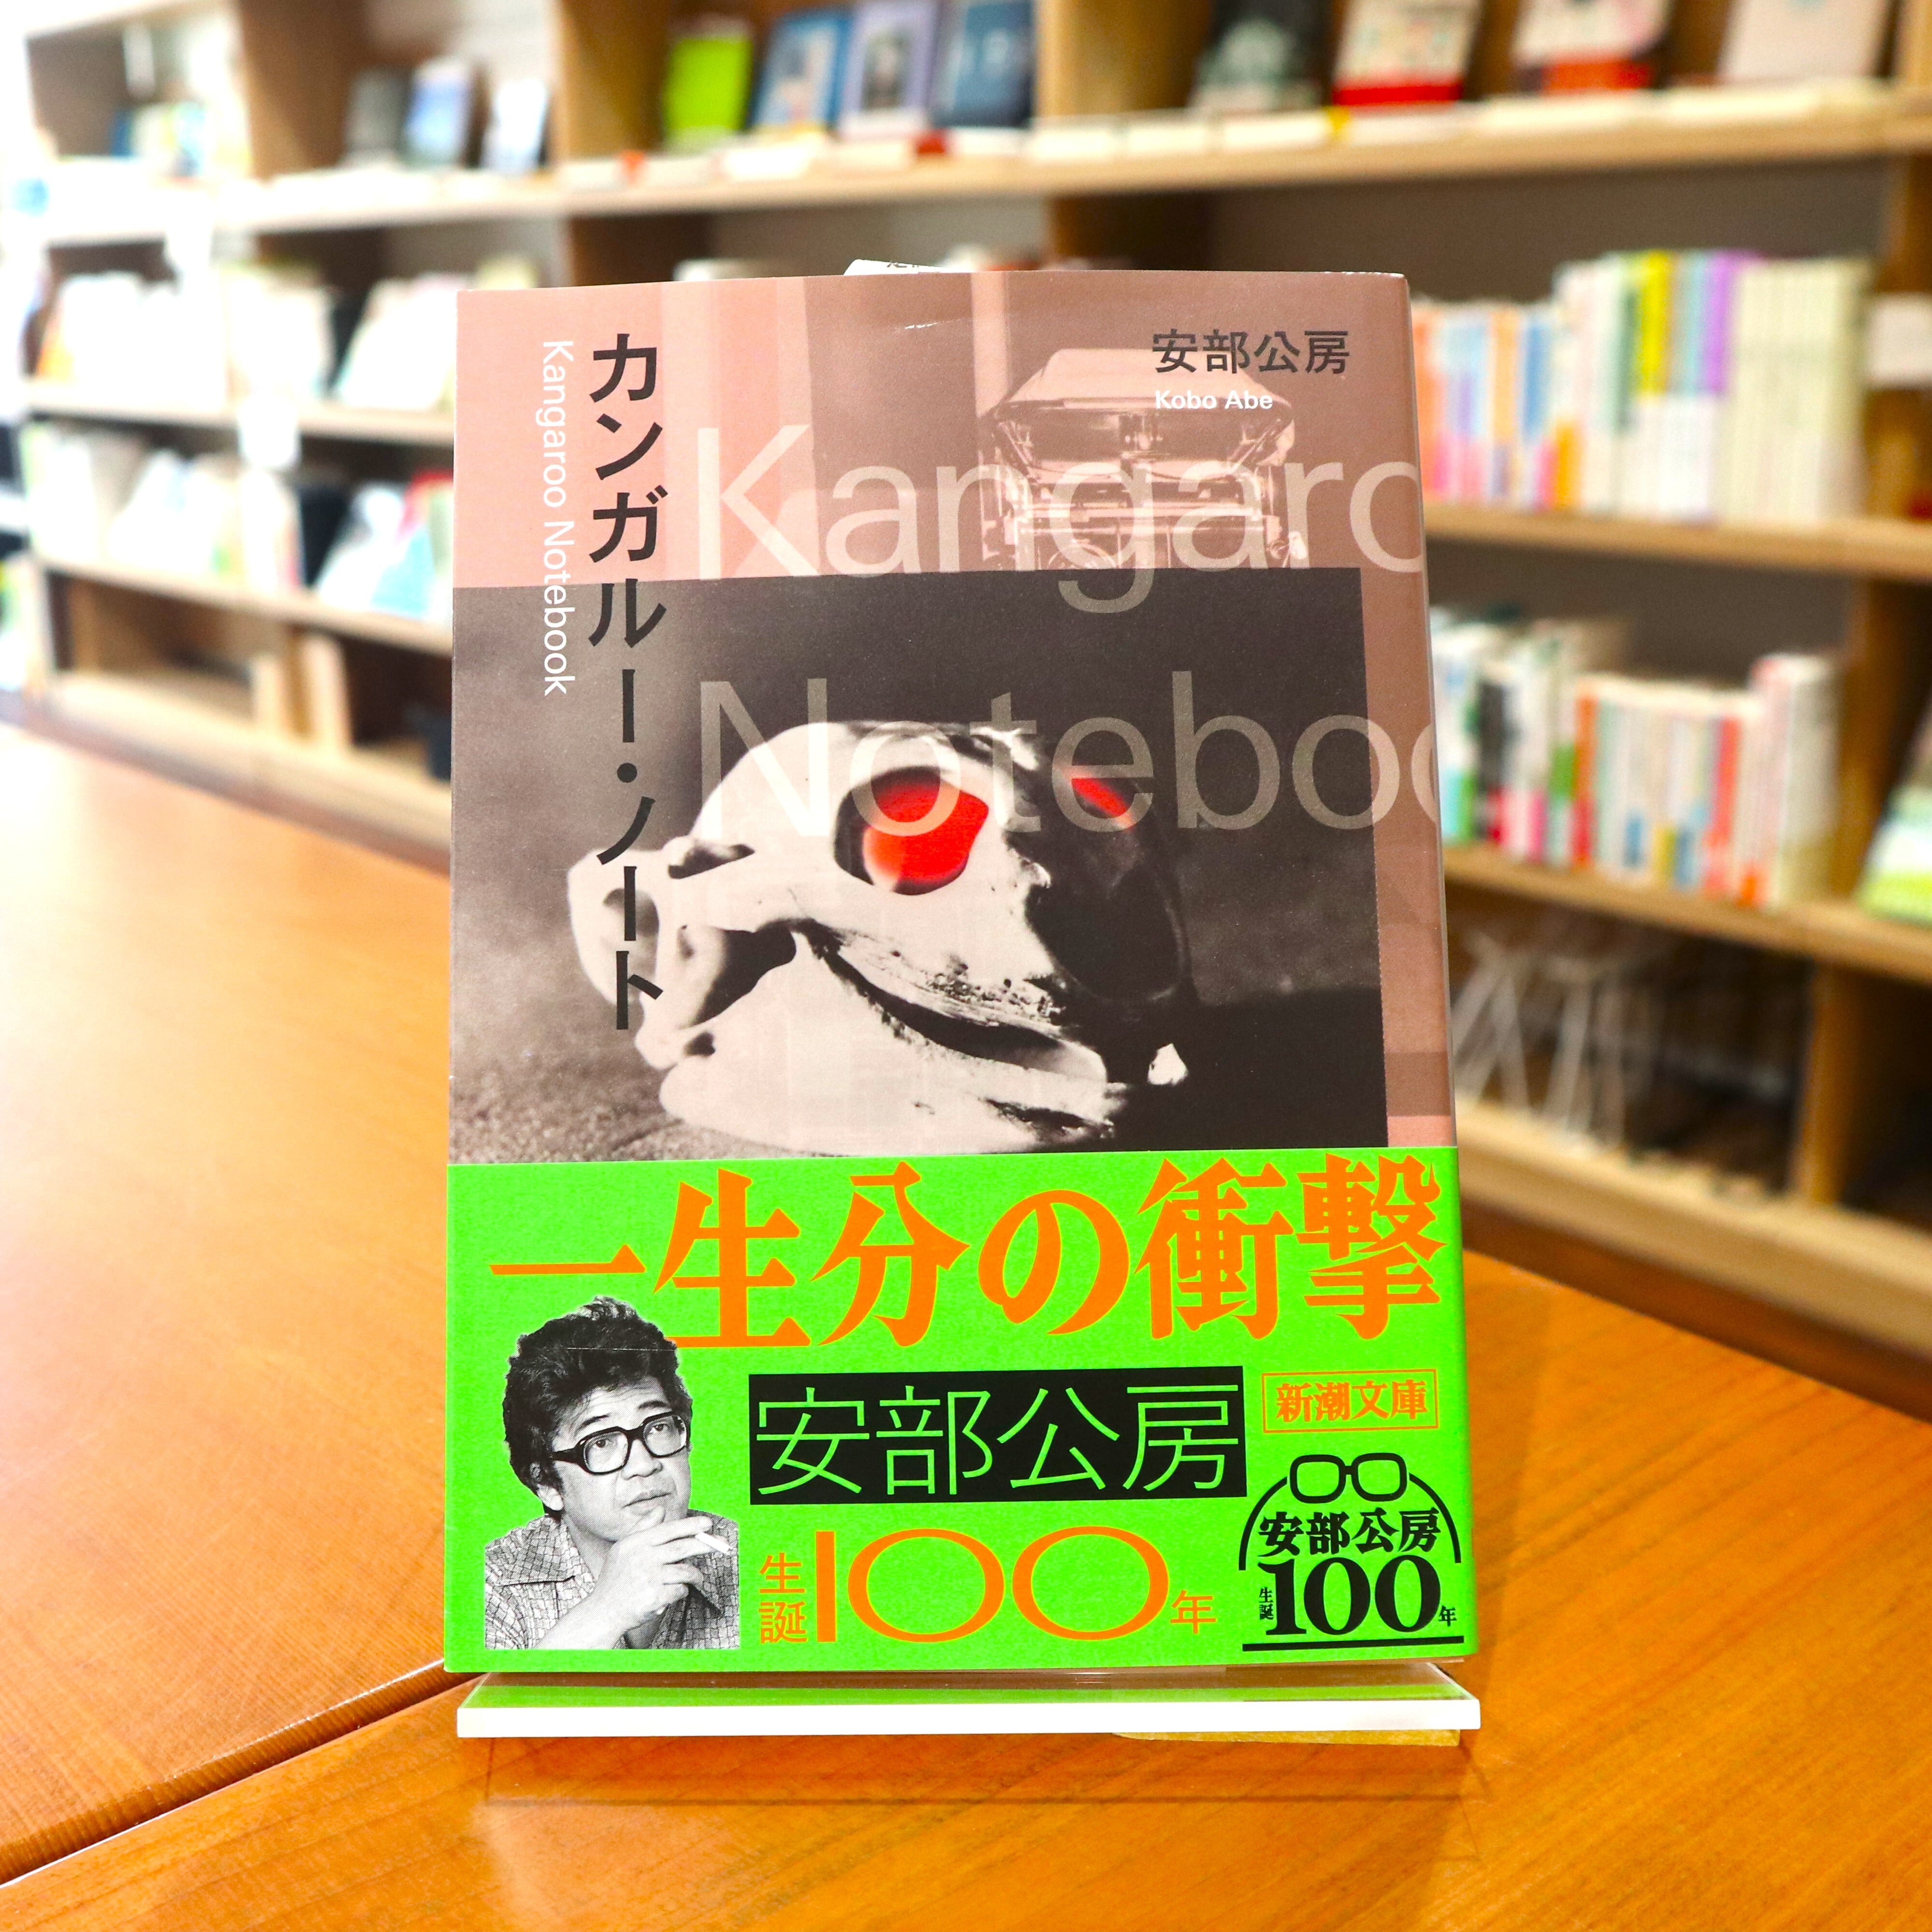 安部公房
Kobo Abe
カンガルー・ノート
Kangaroo Notebook
Kangaro
Noteboo
一生分の衝撃
安部公房
生誕100年
新潮文庫
安部公房
生誕100年